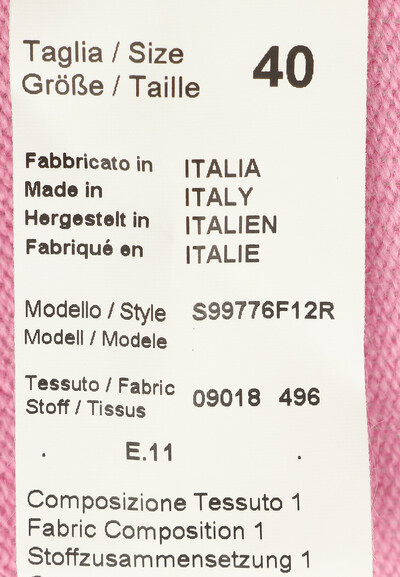 Taglia / Size 40
Größe / Taille
Fabbricato in ITALIA
Made in ITALY
Hergestelt in ITALIEN
Fabriqué en ITALIE
Modello / Style S99776F12R
Modell / Modele
Tessuto / Fabric 09018 496
Stoff / Tissus
. E.11 .
Composizione Tessuto 1
Fabric Composition 1
Stoffzusammensetzung 1